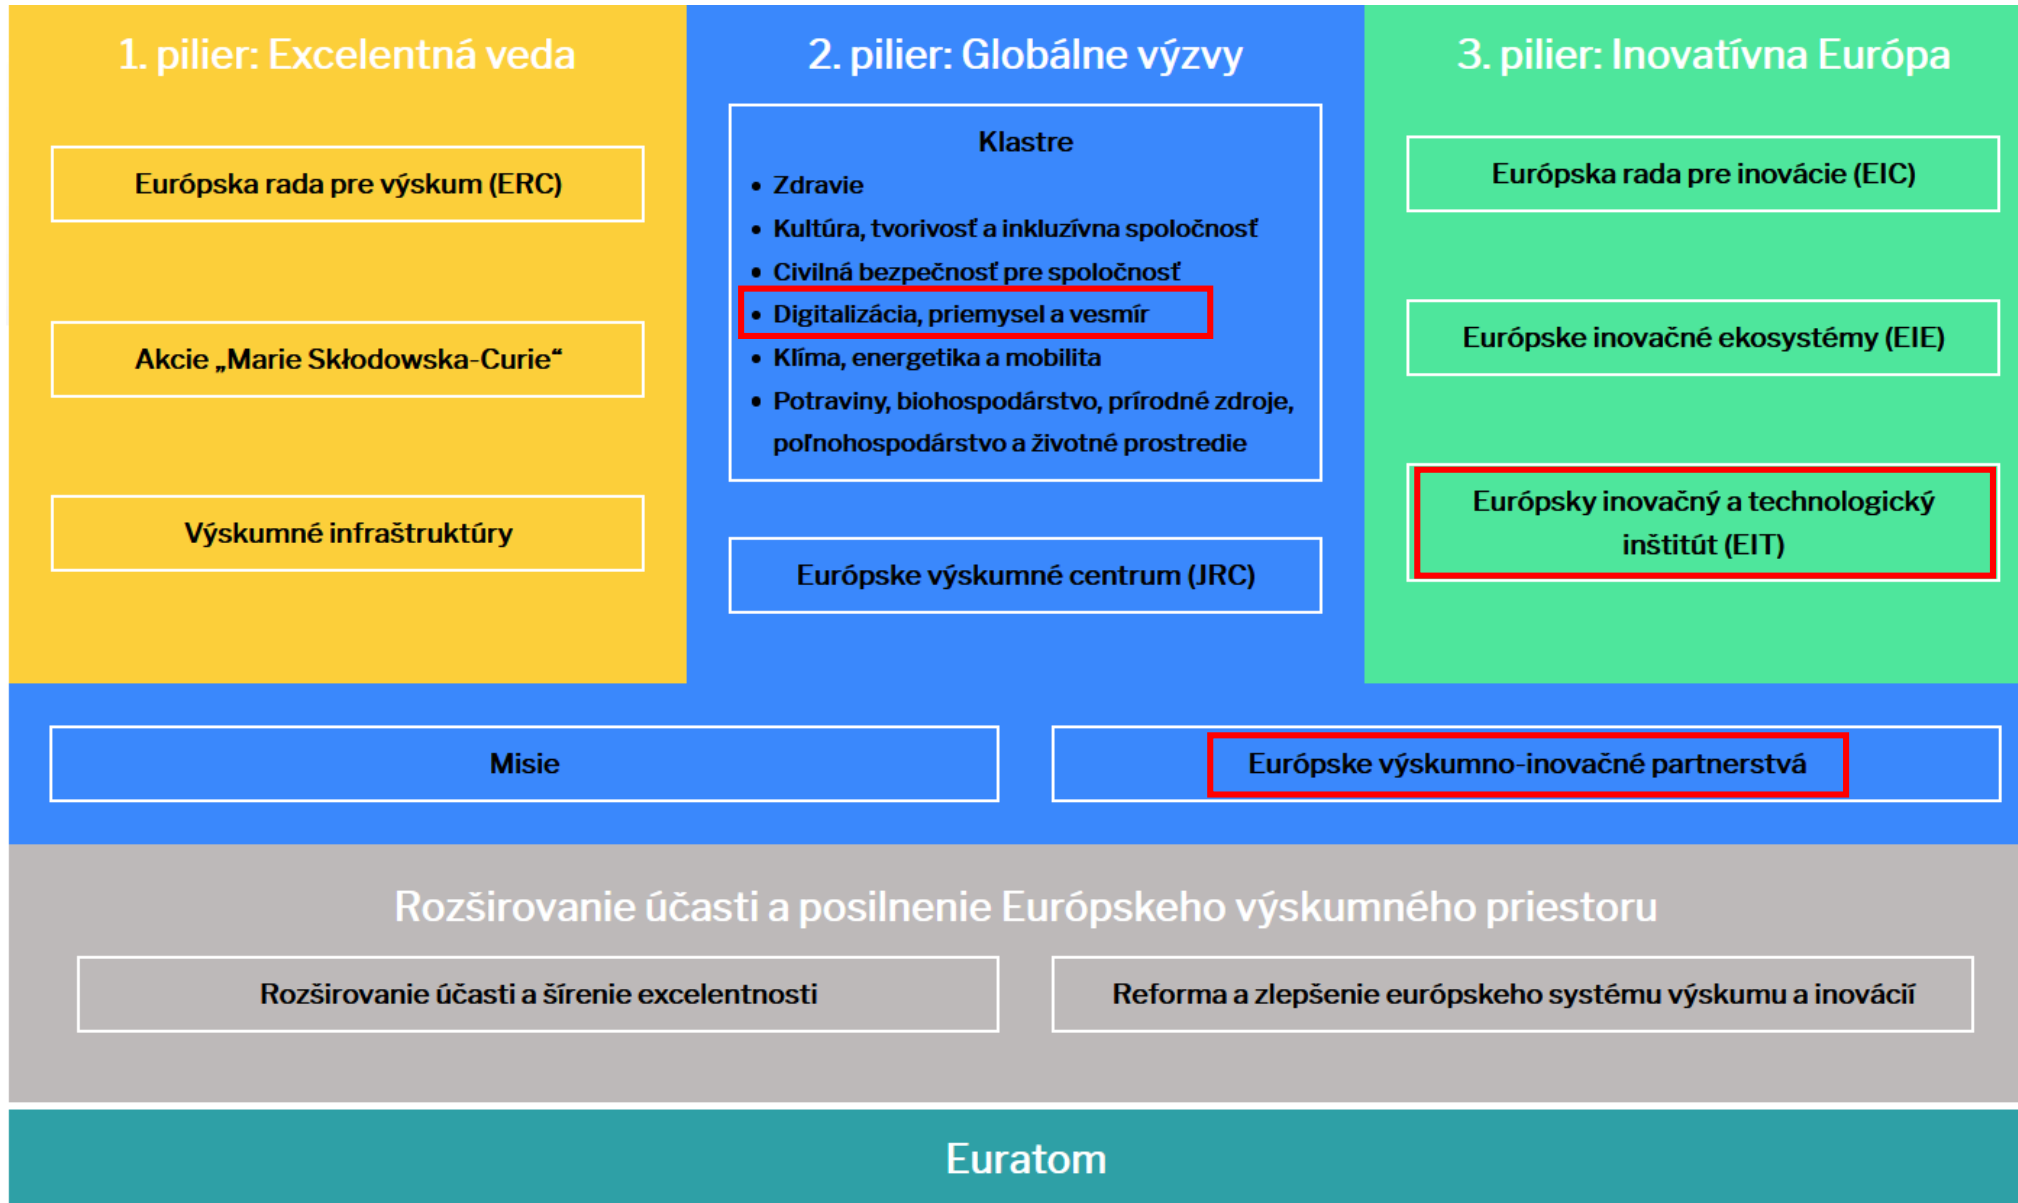 1. pilier: Excelentná veda
Európska rada pre výskum (ERC)
Akcie „Marie Skłodowska-Curie“
Výskumné infraštruktúry
2. pilier: Globálne výzvy
Klastre
• Zdravie
• Kultúra, tvorivosť a inkluzívna spoločnosť
• Civilná bezpečnosť pre spoločnosť
• Digitalizácia, priemysel a vesmír
• Klíma, energetika a mobilita
• Potraviny, biohospodárstvo, prírodné zdroje,
poľnohospodárstvo a životné prostredie
Európske výskumné centrum (JRC)
3. pilier: Inovatívna Európa
Európska rada pre inovácie (EIC)
Európske inovačné ekosystémy (EIE)
Európsky inovačný a technologický
inštitút (EIT)
Misie
Európske výskumno-inovačné partnerstvá
Rozširovanie účasti a posilnenie Európskeho výskumného priestoru
Rozširovanie účasti a šírenie excelentnosti
Reforma a zlepšenie európskeho systému výskumu a inovácií
Euratom